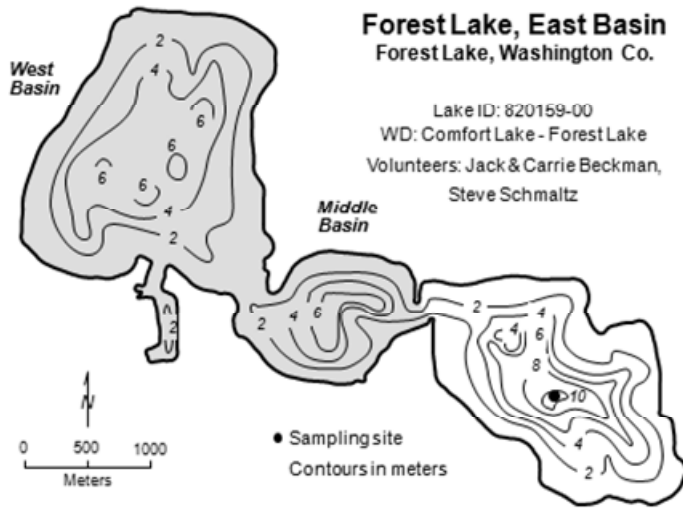 Forest Lake, East Basin
Forest Lake, Washington Co.
Lake ID: 820159-00
WD: Comfort Lake - Forest Lake
Volunteers: Jack & Carrie Beckman,
Steve Schmaltz
West
Basin
2
4
6
6
6
6
4
2
2
Middle
Basin
2
4
6
2
4
4
6
8
10
4
2
N
0 500 1000
Meters
Sampling site
Contours in meters